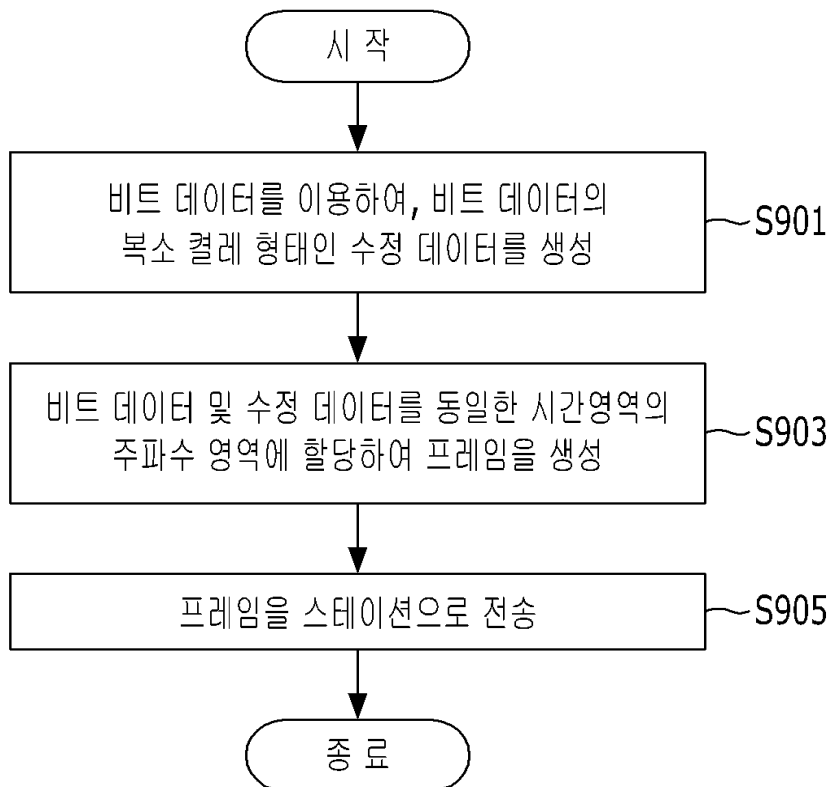 시 작
비트 데이터를 이용하여, 비트 데이터의
복소 켤레 형태인 수정 데이터를 생성
S901
비트 데이터 및 수정 데이터를 동일한 시간영역의
주파수 영역에 할당하여 프레임을 생성
S903
프레임을 스테이션으로 전송
S905
종 료